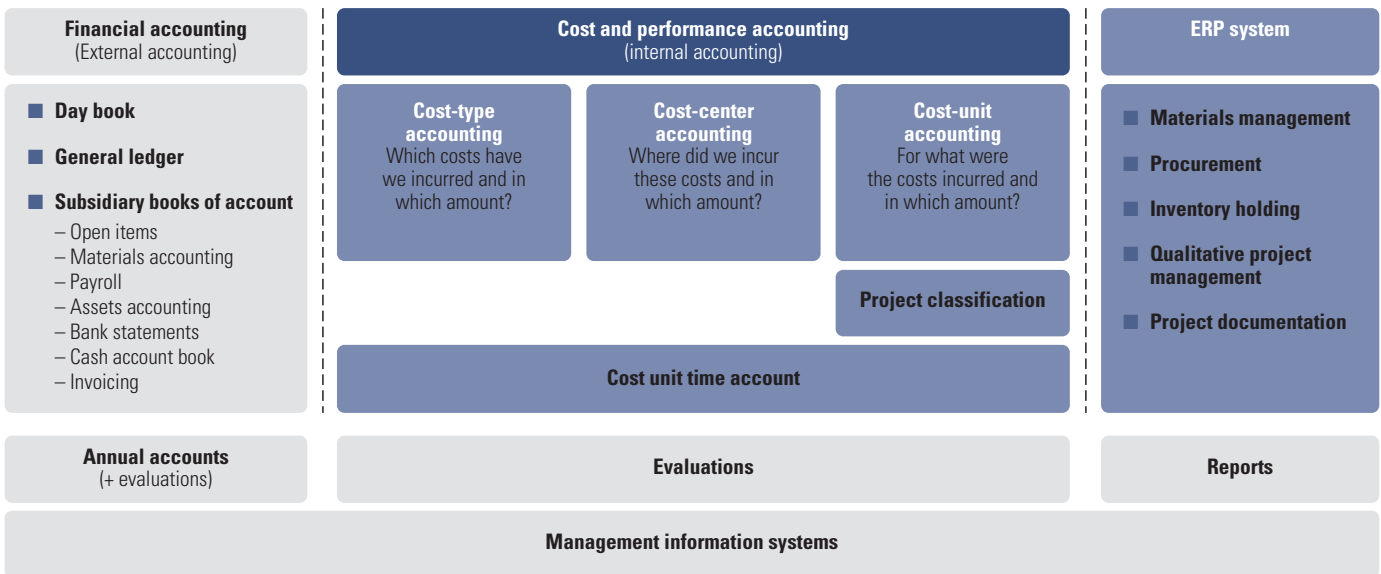 Financial accounting
(External accounting)
Cost and performance accounting
(internal accounting)
ERP system
■ Day book
■ General ledger
■ Subsidiary books of account
– Open items
– Materials accounting
– Payroll
– Assets accounting
– Bank statements
– Cash account book
– Invoicing
Cost-type
accounting
Which costs have
we incurred and in
which amount?
Cost-center
accounting
Where did we incur
these costs and in
which amount?
Cost-unit
accounting
For what were
the costs incurred and
in which amount?
Project classification
Cost unit time account
■ Materials management
■ Procurement
■ Inventory holding
■ Qualitative project
management
■ Project documentation
Annual accounts
(+ evaluations)
Evaluations
Reports
Management information systems